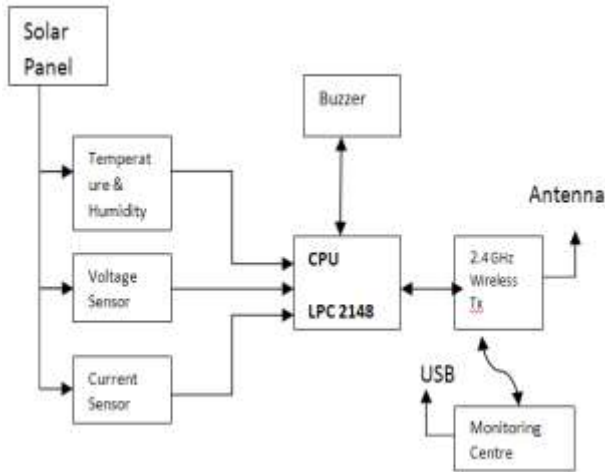 Solar
Panel
Buzzer
Temperat
ure &
Humidity
Antenna
CPU
LPC 2148
2.4 GHz
Wireless
Tx
Voltage
Sensor
Current
Sensor
USB
Monitoring
Centre